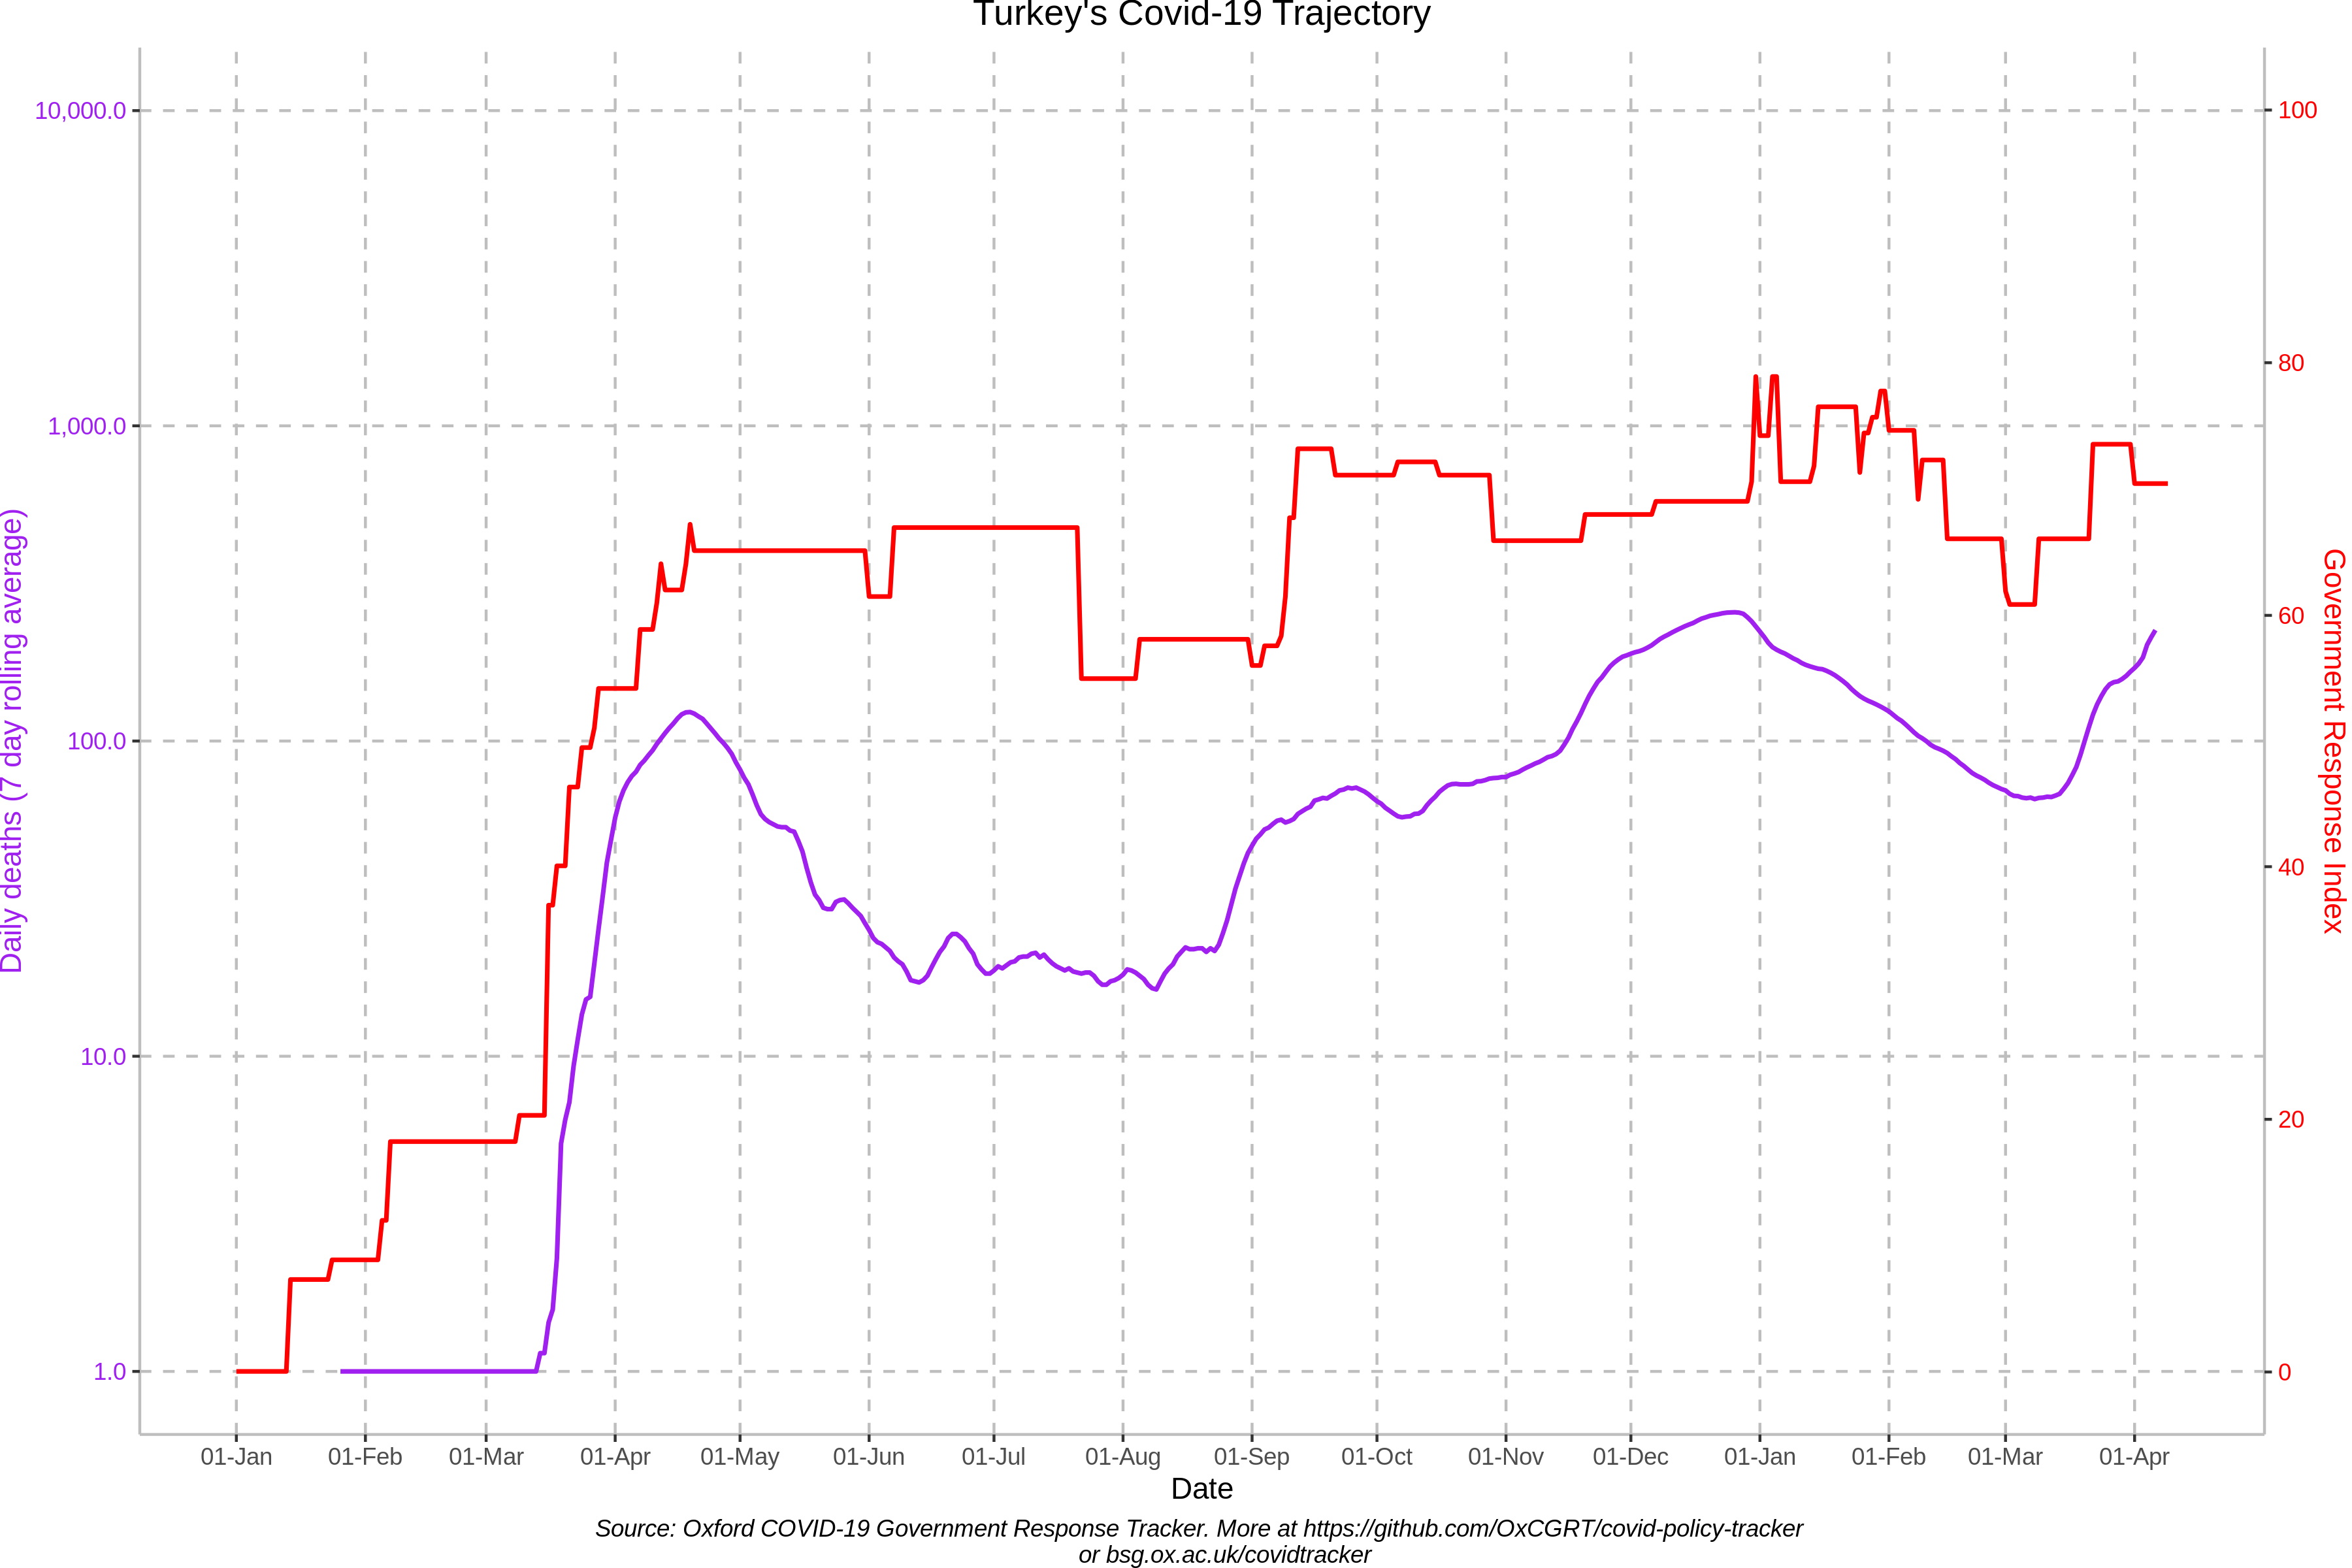 Turkey's Covid-19 Trajectory
10,000.0
1,000.0
100.0
10.0
1.0
Daily deaths (7 day rolling average)
100
80
60
40
20
0
Government Response Index
01-Jan 01-Feb 01-Mar 01-Apr 01-May 01-Jun 01-Jul 01-Aug 01-Sep 01-Oct 01-Nov 01-Dec 01-Jan 01-Feb 01-Mar 01-Apr
Date
Source: Oxford COVID-19 Government Response Tracker. More at https://github.com/OxCGRT/covid-policy-tracker
or bsg.ox.ac.uk/covidtracker